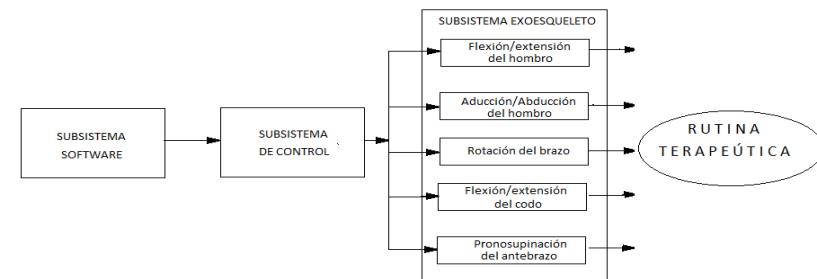 SUBSISTEMA
SOFTWARE
SUBSISTEMA
DE CONTROL
SUBSISTEMA EXOESQUELETO
Flexión/extensión
del hombro
Aducción/Abducción
del hombro
Rotación del brazo
Flexión/extensión
del codo
Pronosupinación
del antebrazo
RUTINA
TERAPEÚTICA